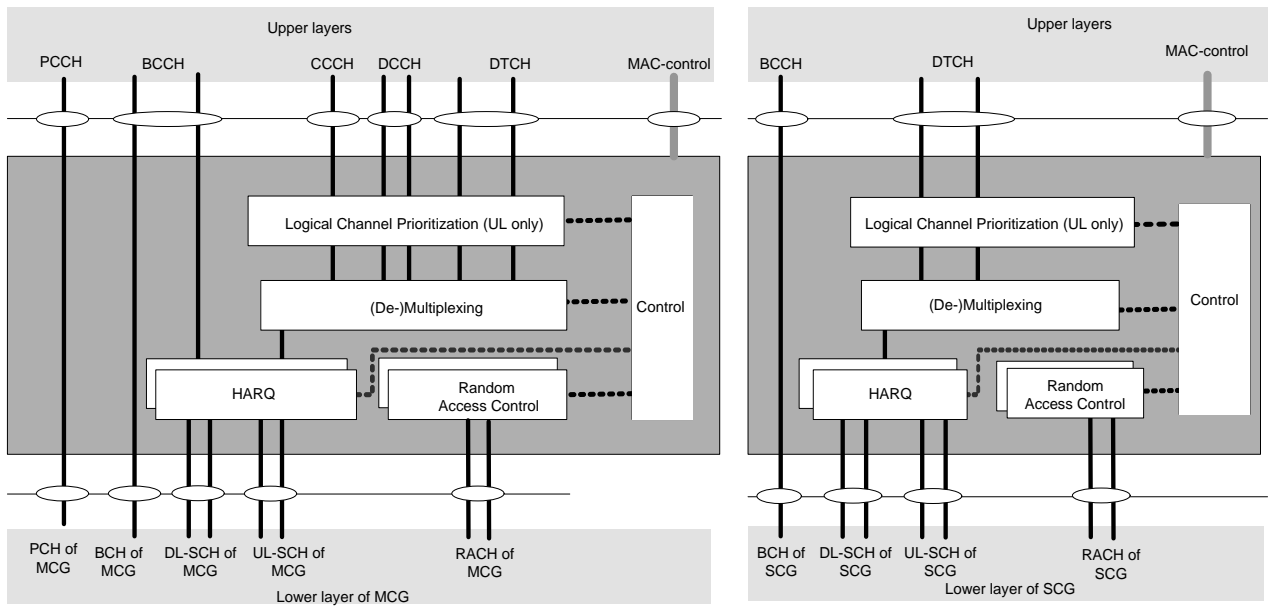 Upper layers
PCCH
BCCH
CCCH
DCCH
DTCH
MAC-control
Logical Channel Prioritization (UL only)
(De-)Multiplexing
Control
HARQ
Random
Access Control
PCH of
MCG
BCH of
MCG
DL-SCH of
MCG
UL-SCH of
MCG
RACH of
MCG
Lower layer of MCG
Upper layers
BCCH
DTCH
MAC-control
Logical Channel Prioritization (UL only)
(De-)Multiplexing
Control
HARQ
Random
Access Control
BCH of
SCG
DL-SCH of
SCG
UL-SCH of
SCG
RACH of
SCG
Lower layer of SCG